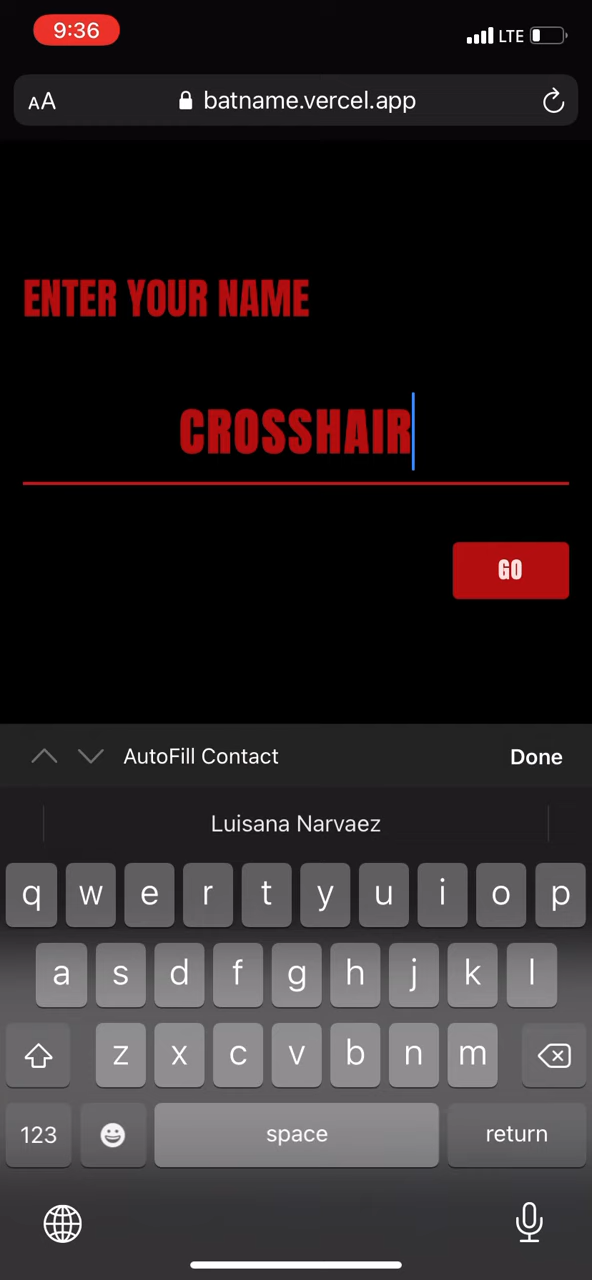 9:36
LTE
AA
batname.vercel.app
ENTER YOUR NAME
CROSSHAIR
GO
AutoFill Contact
Done
Luisana Narvaez
q w e r t y u i o p
a s d f g h j k l
z x c v b n m
123
space
return